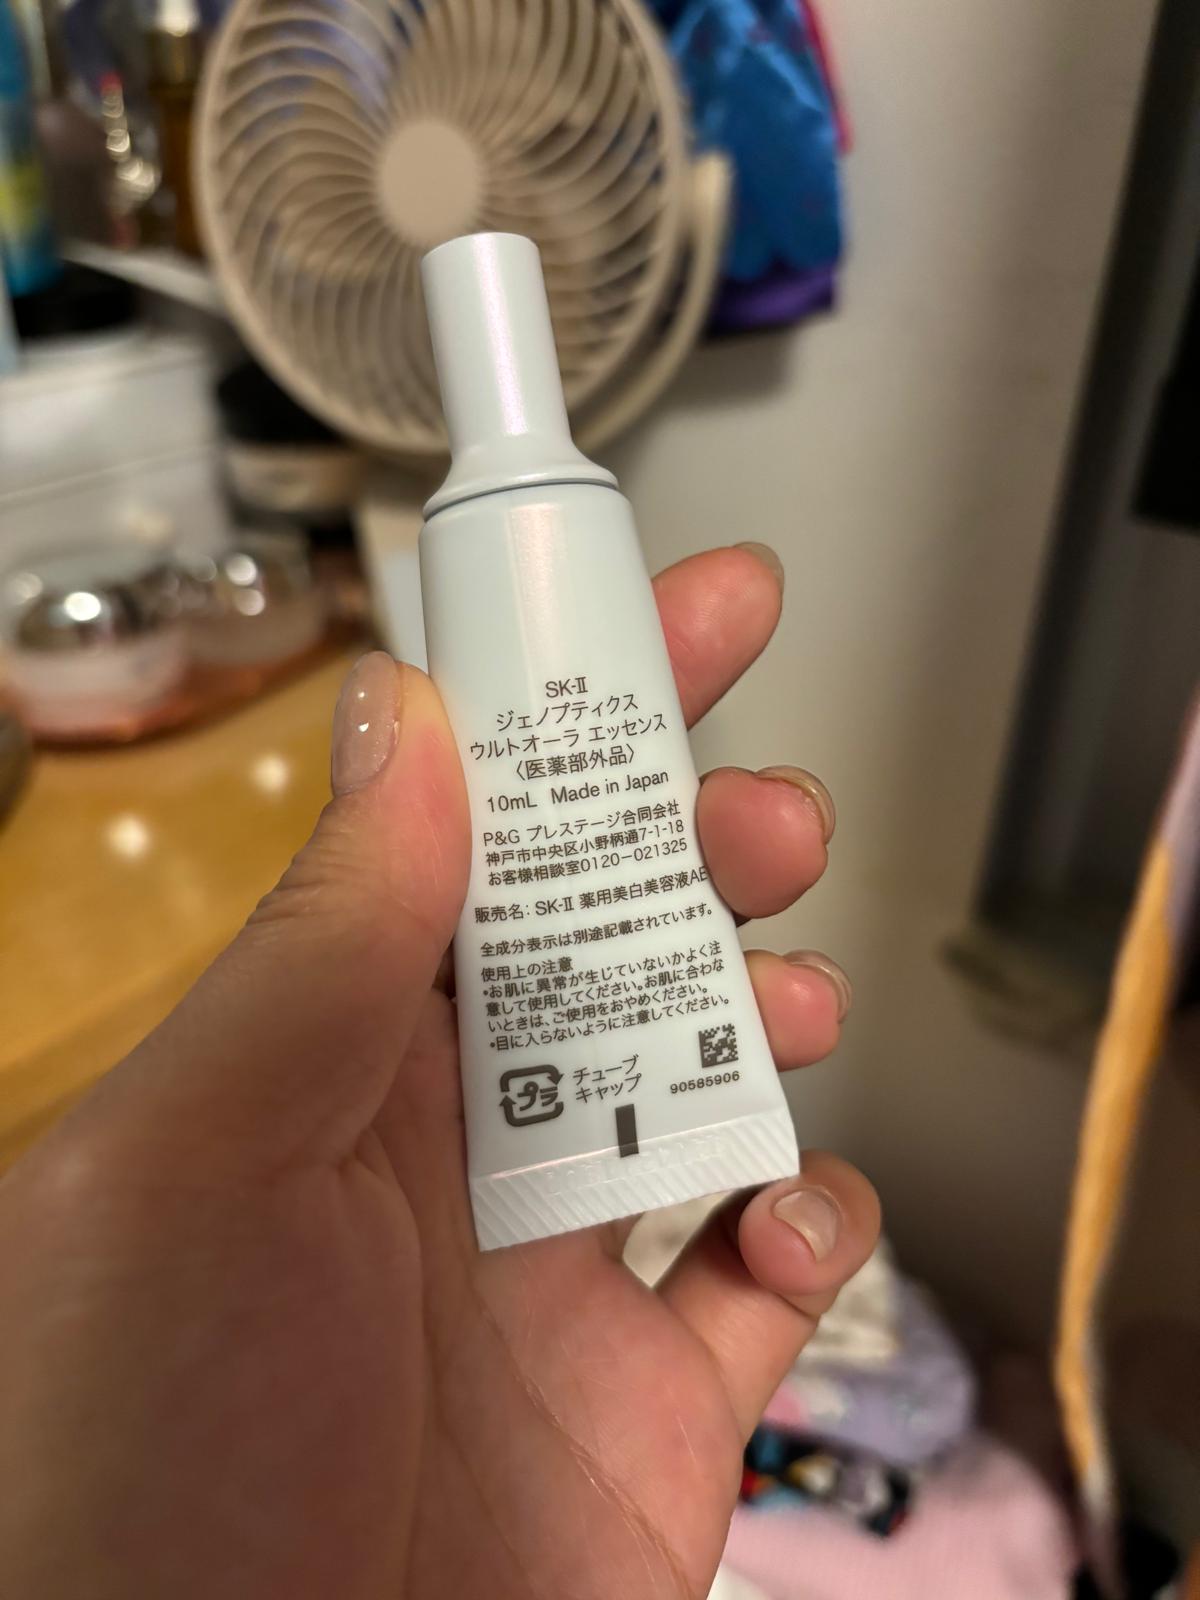 SK-II
ジェノプティクス
ウルトオーラ エッセンス
〈医薬部外品〉
10mL Made in Japan
P&G プレステージ合同会社
神戸市中央区小野柄通7-1-18
お客様相談室0120-021325
販売名: SK-II 薬用美白美容液AE
全成分表示は別途記載されています。
使用上の注意
•お肌に異常が生じていないかよく注
意して使用してください。お肌に合わな
いときは、ご使用をおやめください。
•目に入らないように注意してください。
プラ
チューブ
キャップ
90585906